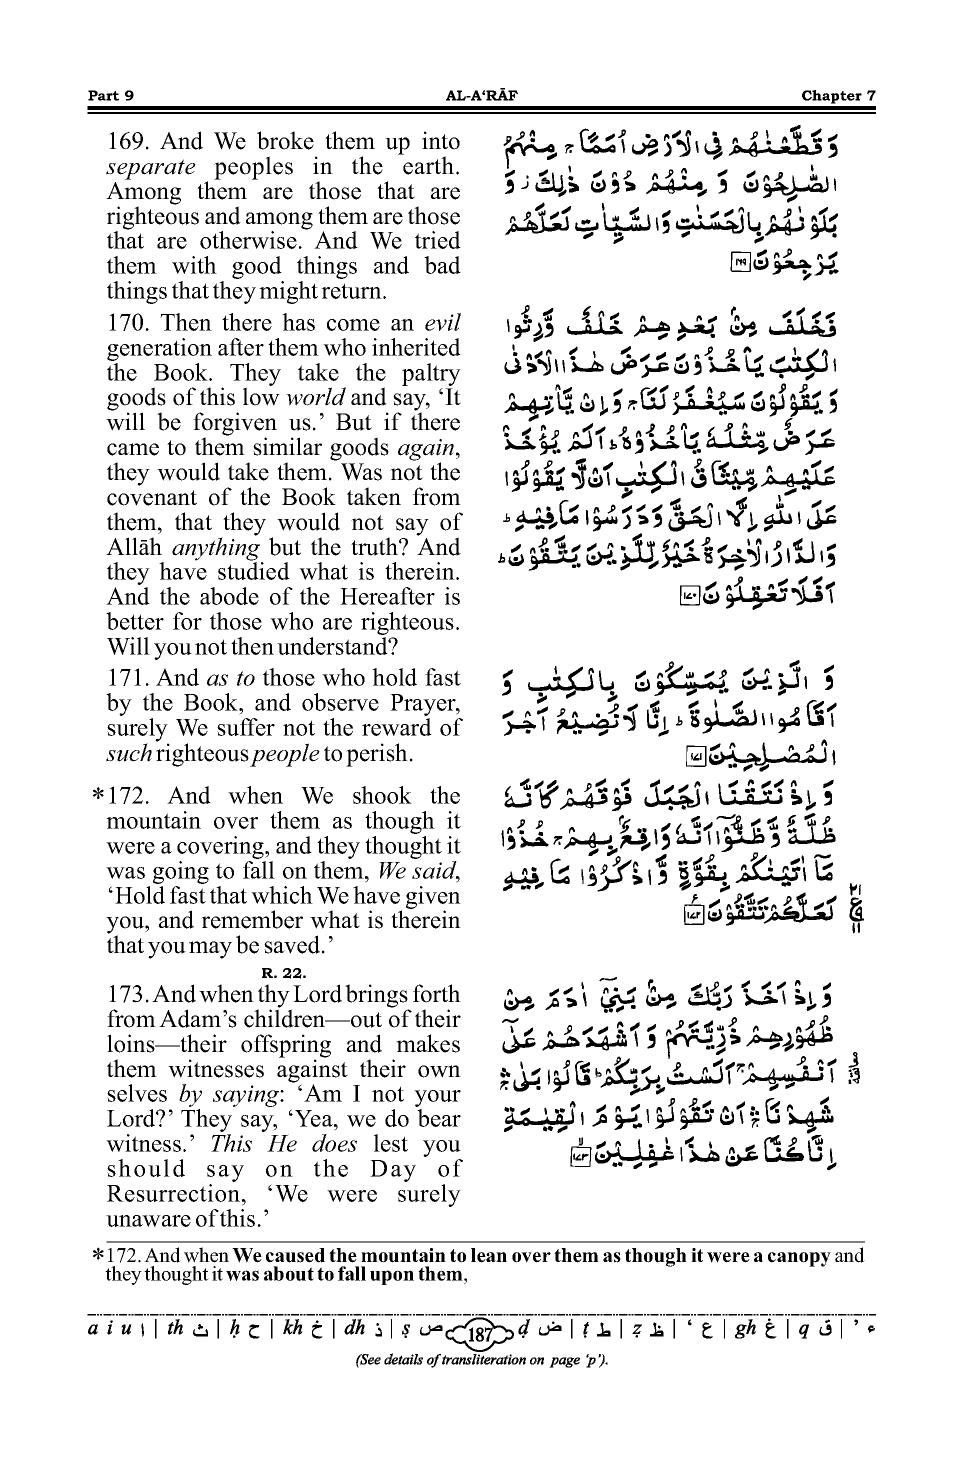 Part 9 AL-A‘RĀF Chapter 7
169. And We broke them up into
separate peoples in the earth.
Among them are those that are
righteous and among them are those
that are otherwise. And We tried
them with good things and bad
things that they might return.
170. Then there has come an evil
generation after them who inherited
the Book. They take the paltry
goods of this low world and say, ‘It
will be forgiven us.’ But if there
came to them similar goods again,
they would take them. Was not the
covenant of the Book taken from
them, that they would not say of
Allāh anything but the truth? And
they have studied what is therein.
And the abode of the Hereafter is
better for those who are righteous.
Will you not then understand?
171. And as to those who hold fast
by the Book, and observe Prayer,
surely We suffer not the reward of
such righteous people to perish.
*172. And when We shook the
mountain over them as though it
were a covering, and they thought it
was going to fall on them, We said,
‘Hold fast that which We have given
you, and remember what is therein
that you may be saved.’
R. 22.
173. And when thy Lord brings forth
from Adam’s children—out of their
loins—their offspring and makes
them witnesses against their own
selves by saying: ‘Am I not your
Lord?’ They say, ‘Yea, we do bear
witness.’ This He does lest you
should say on the Day of
Resurrection, ‘We were surely
unaware of this.’
وَقَطَّعْنٰهُمْ فِى الْاَرْضِ اُمَمًا ۚ مِنْهُمُ
الصّٰلِحُوْنَ وَ مِنْهُمْ دُوْنَ ذٰلِكَ ؗ وَ
بَلَوْنٰهُمْ بِالْحَسَنٰتِ وَالسَّيِّاٰتِ لَعَلَّهُمْ
يَرْجِعُوْنَ ١٦٩
فَخَلَفَ مِنْۢ بَعْدِهِمْ خَلْفٌ وَّرِثُوا
الْكِتٰبَ يَاْخُذُوْنَ عَرَضَ هٰذَا الْاَدْنٰى
وَ يَقُوْلُوْنَ سَيُغْفَرُ لَنَا ۚ وَ اِنْ يَّاْتِهِمْ
عَرَضٌ مِّثْلُهٗ يَاْخُذُوْهُ ؕ اَلَمْ يُؤْخَذْ
عَلَيْهِمْ مِّيْثَاقُ الْكِتٰبِ اَنْ لَّا يَقُوْلُوْا
عَلَى اللّٰهِ اِلَّا الْحَقَّ وَ دَرَسُوْا مَا فِيْهِ ؕ
وَالدَّارُ الْاٰخِرَةُ خَيْرٌ لِّلَّذِيْنَ يَتَّقُوْنَ ؕ
اَفَلَا تَعْقِلُوْنَ ١٧٠
وَ الَّذِيْنَ يُمَسِّكُوْنَ بِالْكِتٰبِ وَ
اَقَامُوا الصَّلٰوةَ ؕ اِنَّا لَا نُضِيْعُ اَجْرَ
الْمُصْلِحِيْنَ ١٧١
وَ اِذْ نَتَقْنَا الْجَبَلَ فَوْقَهُمْ كَاَنَّهٗ
ظُلَّةٌ وَّ ظَنُّوْۤا اَنَّهٗ وَاقِعٌۢ بِهِمْ ۚ خُذُوْا
مَاۤ اٰتَيْنٰكُمْ بِقُوَّةٍ وَّ اذْكُرُوْا مَا فِيْهِ
لَعَلَّكُمْ تَتَّقُوْنَ ١٧٢
وَ اِذْ اَخَذَ رَبُّكَ مِنْۢ بَنِيْۤ اٰدَمَ مِنْ
ظُهُوْرِهِمْ ذُرِّيَّتَهُمْ وَ اَشْهَدَهُمْ عَلٰۤى
اَنْفُسِهِمْ ۚ اَلَسْتُ بِرَبِّكُمْ ؕ قَالُوْا بَلٰى ۛۚ
شَهِدْنَا ۛۚ اَنْ تَقُوْلُوْا يَوْمَ الْقِيٰمَةِ
اِنَّا كُنَّا عَنْ هٰذَا غٰفِلِيْنَ ١٧٣
*172. And when We caused the mountain to lean over them as though it were a canopy and
they thought it was about to fall upon them,
a i u ا | th ث | ḥ ح | kh خ | dh ذ | ṣ ص 187 ḍ ض | ṭ ط | ẓ ظ | ‘ ع | gh غ | q ق | ’ ء
(See details of transliteration on page ‘p’).